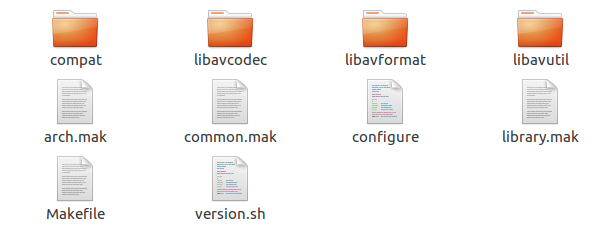 compat libavcodec libavformat libavutil
arch.mak common.mak configure library.mak
Makefile version.sh